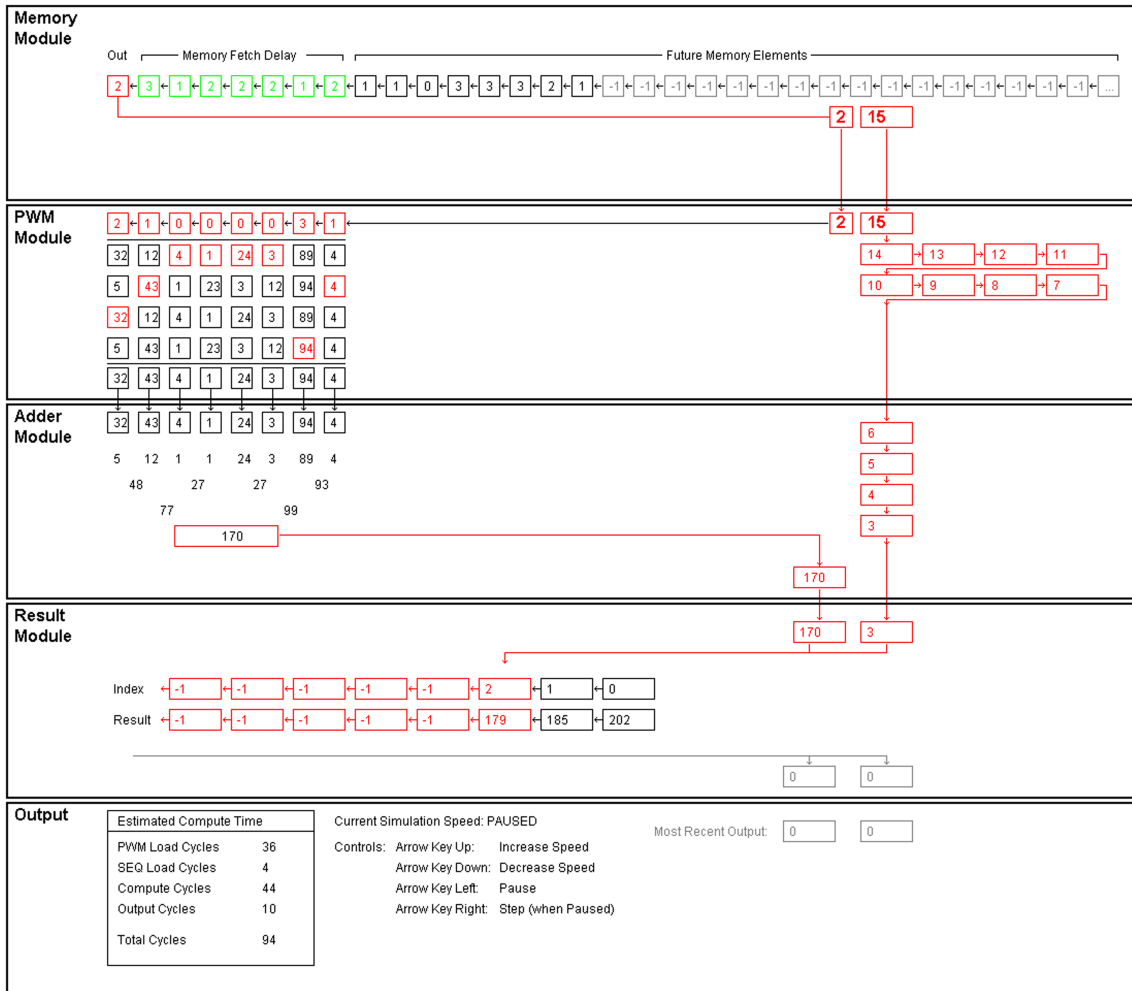 Memory Module
Out Memory Fetch Delay Future Memory Elements
2 3 1 2 2 2 1 2 1 1 0 3 3 3 2 1 -1 -1 -1 -1 -1 -1 -1 -1 -1 -1 -1 -1 -1 -1 -1 -1 ...
2 15
PWM Module
2 1 0 0 0 0 3 1 2 15
32 12 4 1 24 3 89 4 14 13 12 11
5 43 1 23 3 12 94 4 10 9 8 7
32 12 4 1 24 3 89 4
5 43 1 23 3 12 94 4
32 43 4 1 24 3 94 4
Adder Module
32 43 4 1 24 3 94 4
6
5 12 1 1 24 3 89 4 5
48 27 27 93 4
77 99 3
170
170
Result Module
170 3
Index -1 -1 -1 -1 -1 2 1 0
Result -1 -1 -1 -1 -1 179 185 202
0 0
Output
Estimated Compute Time
PWM Load Cycles 36
SEQ Load Cycles 4
Compute Cycles 44
Output Cycles 10
Total Cycles 94
Current Simulation Speed: PAUSED
Controls: Arrow Key Up: Increase Speed
Arrow Key Down: Decrease Speed
Arrow Key Left: Pause
Arrow Key Right: Step (when Paused)
Most Recent Output: 0 0